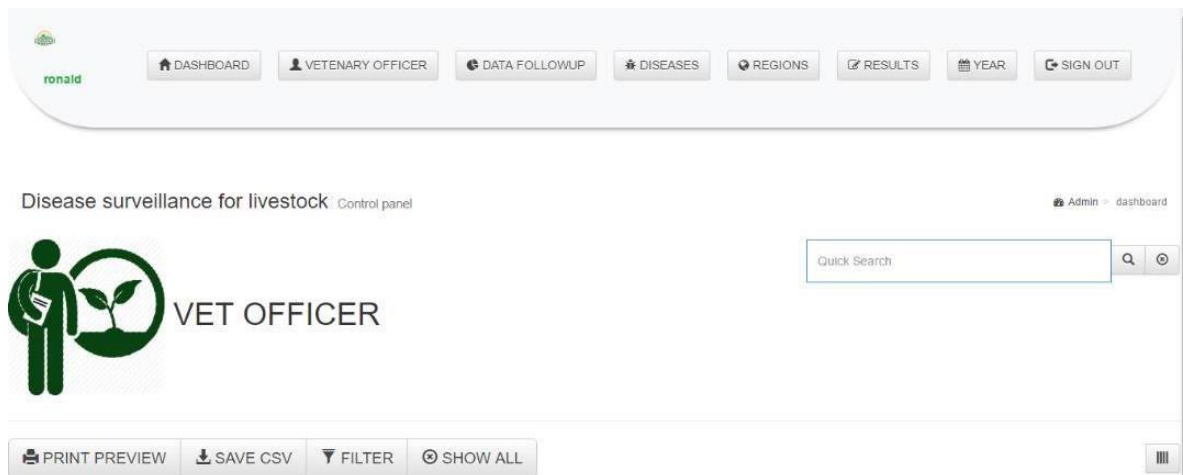 ronald
DASHBOARD VETENARY OFFICER DATA FOLLOWUP DISEASES REGIONS RESULTS YEAR SIGN OUT
Disease surveillance for livestock Control panel
Admin > dashboard
Quick Search
VET OFFICER
PRINT PREVIEW SAVE CSV FILTER SHOW ALL